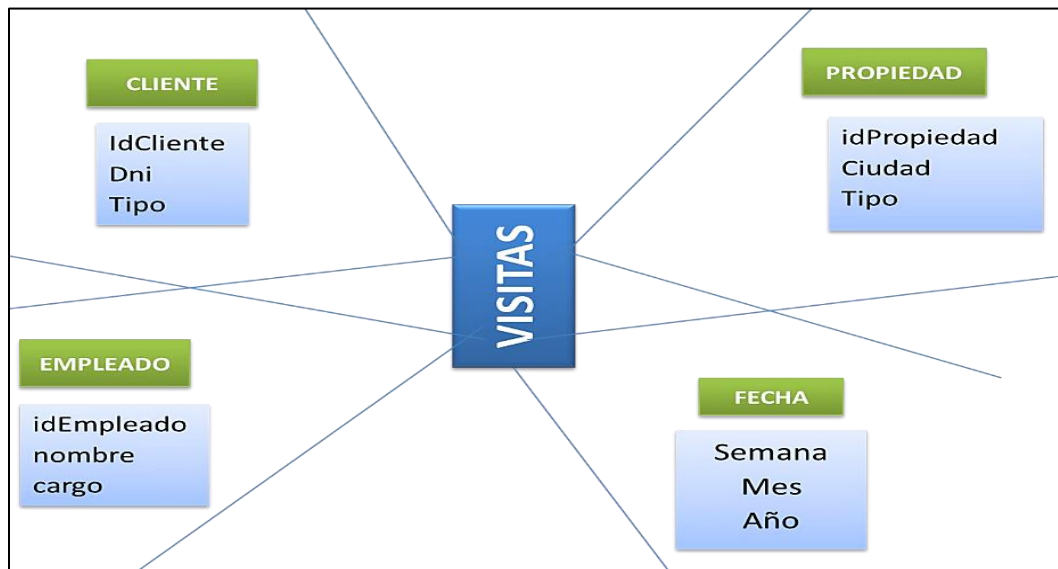 CLIENTE
IdCliente
Dni
Tipo
PROPIEDAD
idPropiedad
Ciudad
Tipo
VISITAS
EMPLEADO
idEmpleado
nombre
cargo
FECHA
Semana
Mes
Año